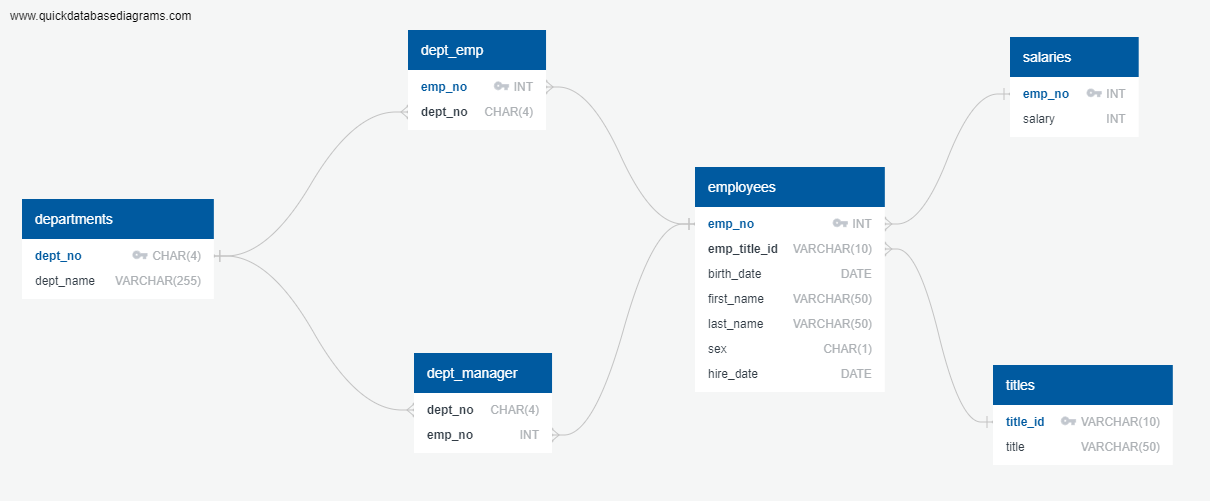 www.quickdatabasediagrams.com
dept_emp
emp_no INT
dept_no CHAR(4)
salaries
emp_no INT
salary INT
departments
dept_no CHAR(4)
dept_name VARCHAR(255)
employees
emp_no INT
emp_title_id VARCHAR(10)
birth_date DATE
first_name VARCHAR(50)
last_name VARCHAR(50)
sex CHAR(1)
hire_date DATE
dept_manager
dept_no CHAR(4)
emp_no INT
titles
title_id VARCHAR(10)
title VARCHAR(50)